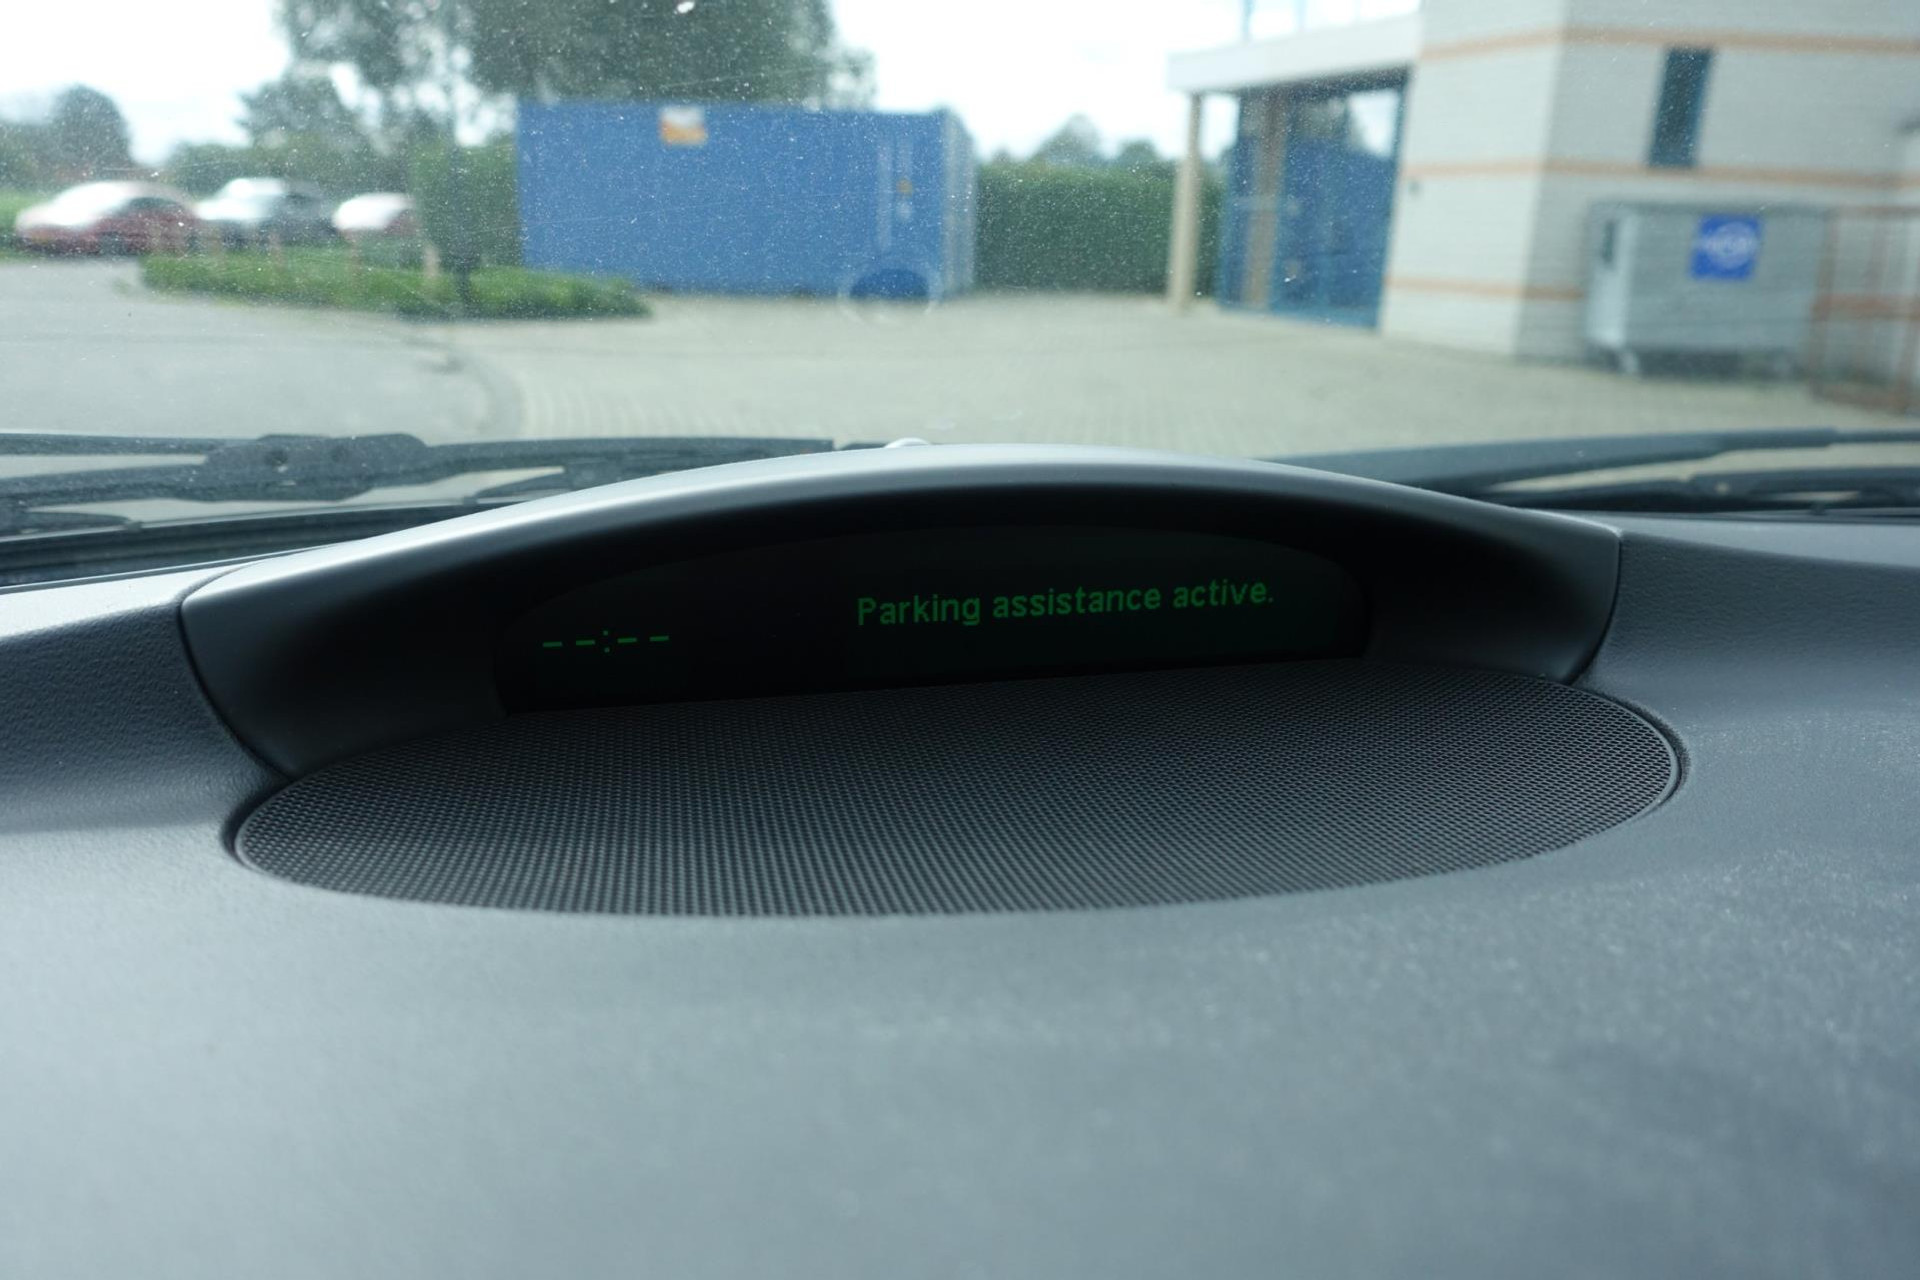 Parking assistance active.
--:--